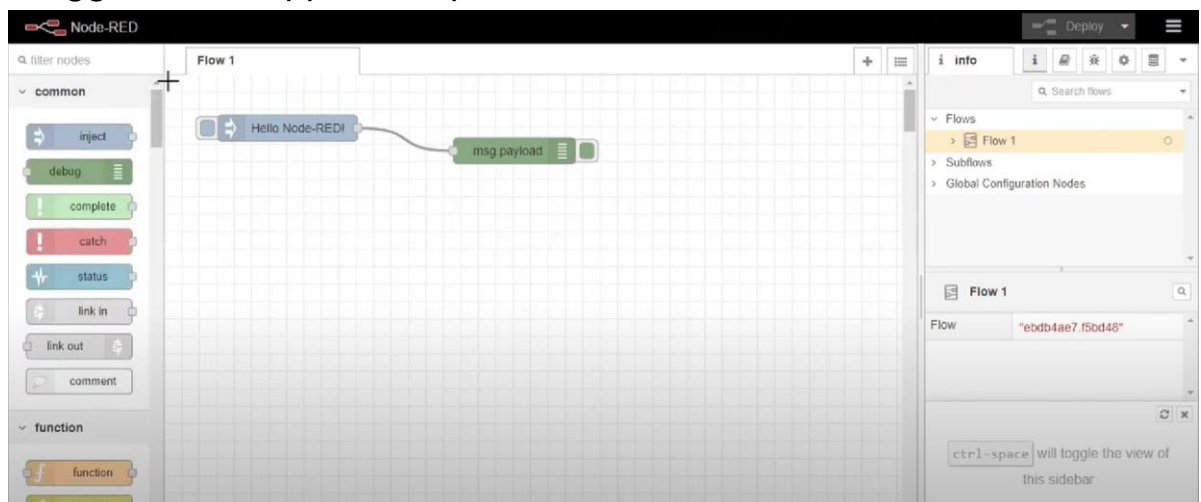 Node-RED
Deploy
filter nodes
Flow 1
i info
i
Search flows
common
inject
debug
complete
catch
status
link in
link out
comment
function
function
Hello Node-RED!
msg.payload
Flows
Flow 1
Subflows
Global Configuration Nodes
Flow 1
Flow "ebdb4ae7.f5bd48"
ctrl-space will toggle the view of
this sidebar